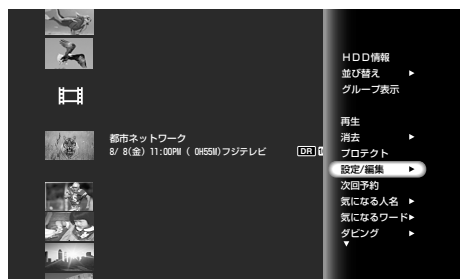 都市ネットワーク
8/ 8(金) 11:00PM ( 0H55M)フジテレビ DR
HDD情報
並び替え ▶
グループ表示
再生
消去 ▶
プロテクト
設定/編集 ▶
次回予約
気になる人名 ▶
気になるワード▶
ダビング ▶
▼